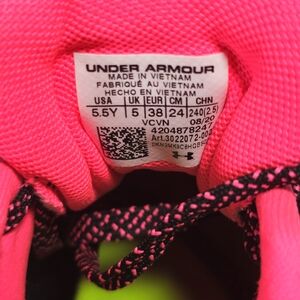 UNDER ARMOUR
MADE IN VIETNAM
FABRIQUÉ AU VIETNAM
HECHO EN VIETNAM
USA UK EUR CM CHN
5.5Y 5 38 24 240(2.5)
VCVN 08/20
4204878247
Art.3022072-